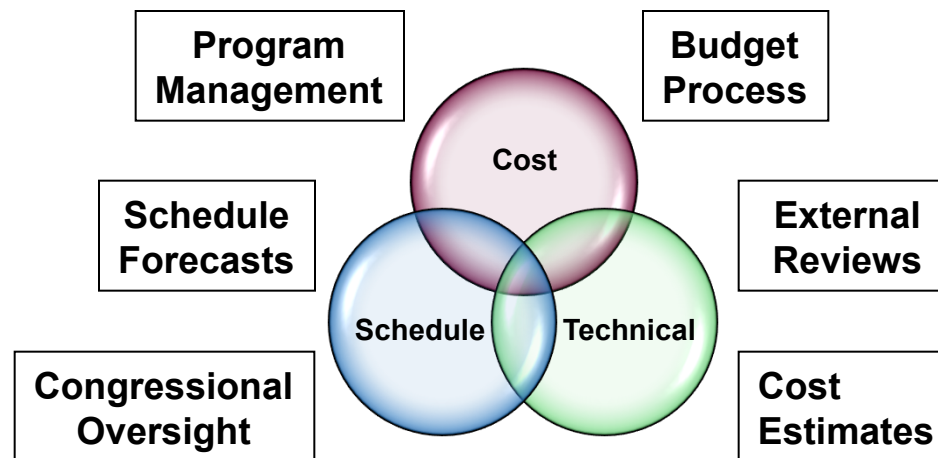 Program
Management
Budget
Process
Cost
Schedule
Forecasts
External
Reviews
Schedule
Technical
Congressional
Oversight
Cost
Estimates